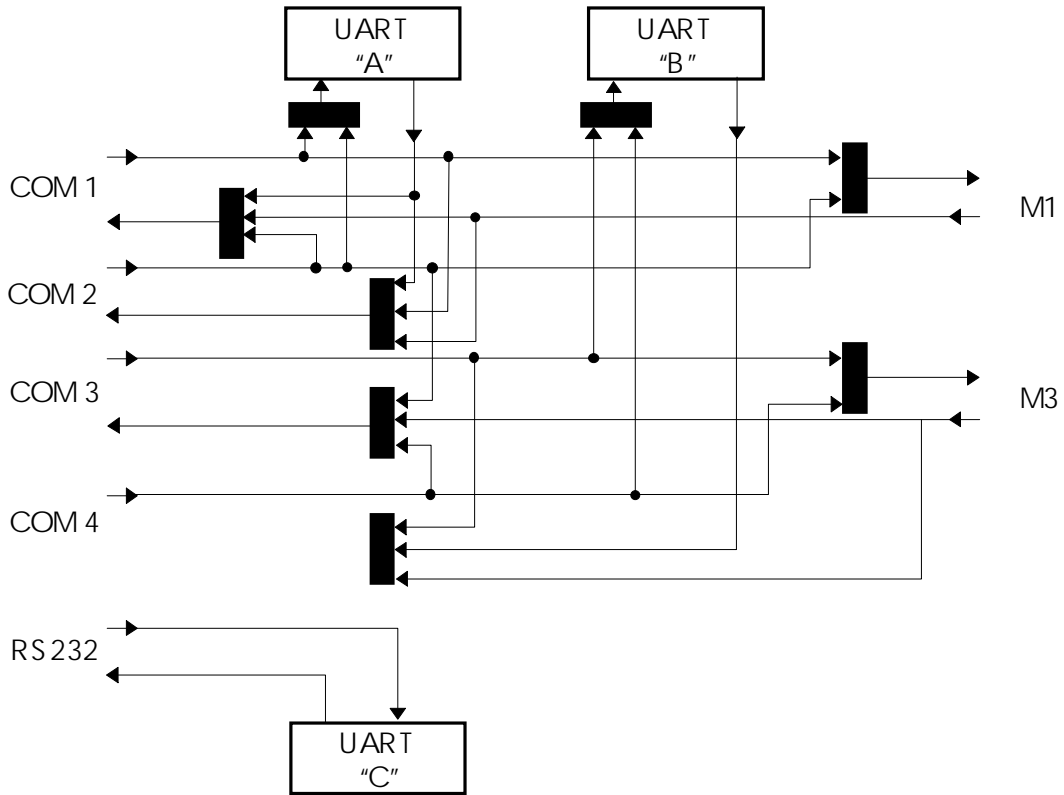 UART
“A”
UART
“B”
COM 1
M1
COM 2
COM 3
M3
COM 4
RS232
UART
“C”